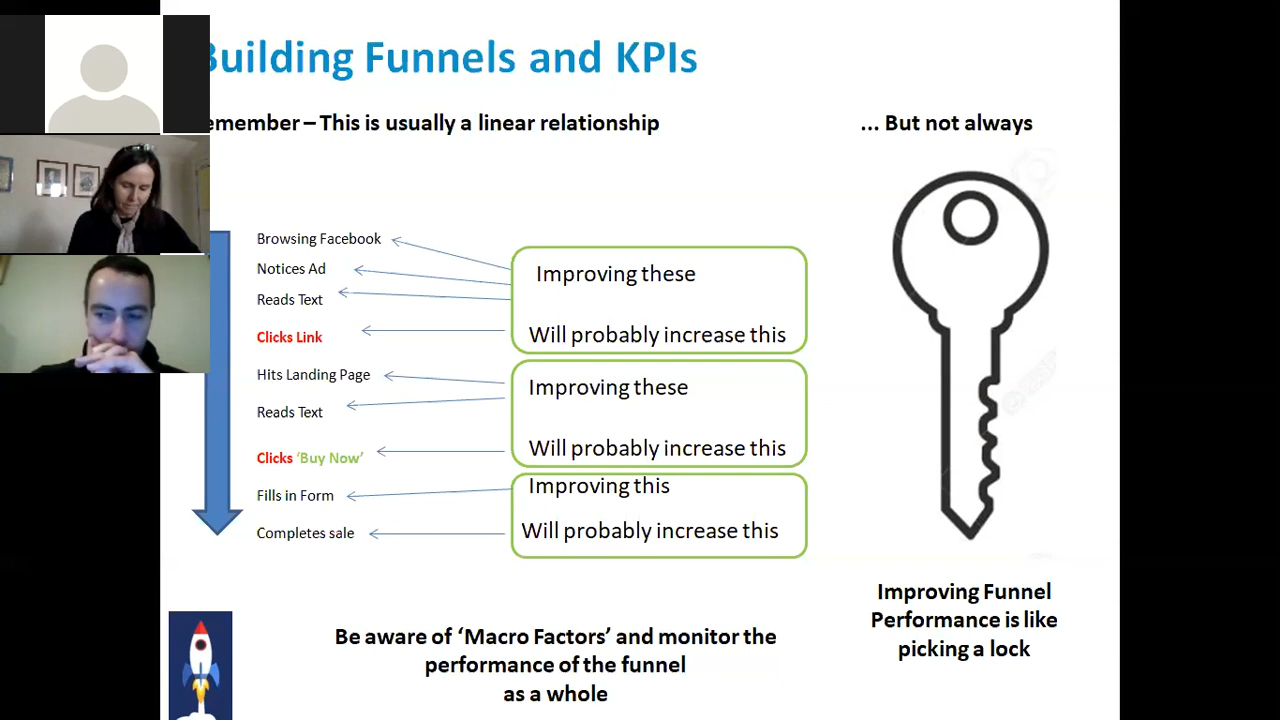 Building Funnels and KPIs
emember – This is usually a linear relationship
... But not always
Browsing Facebook
Notices Ad
Reads Text
Clicks Link
Hits Landing Page
Reads Text
Clicks ‘Buy Now’
Fills in Form
Completes sale
Improving these
Will probably increase this
Improving these
Will probably increase this
Improving this
Will probably increase this
Improving Funnel
Performance is like
picking a lock
Be aware of ‘Macro Factors’ and monitor the
performance of the funnel
as a whole